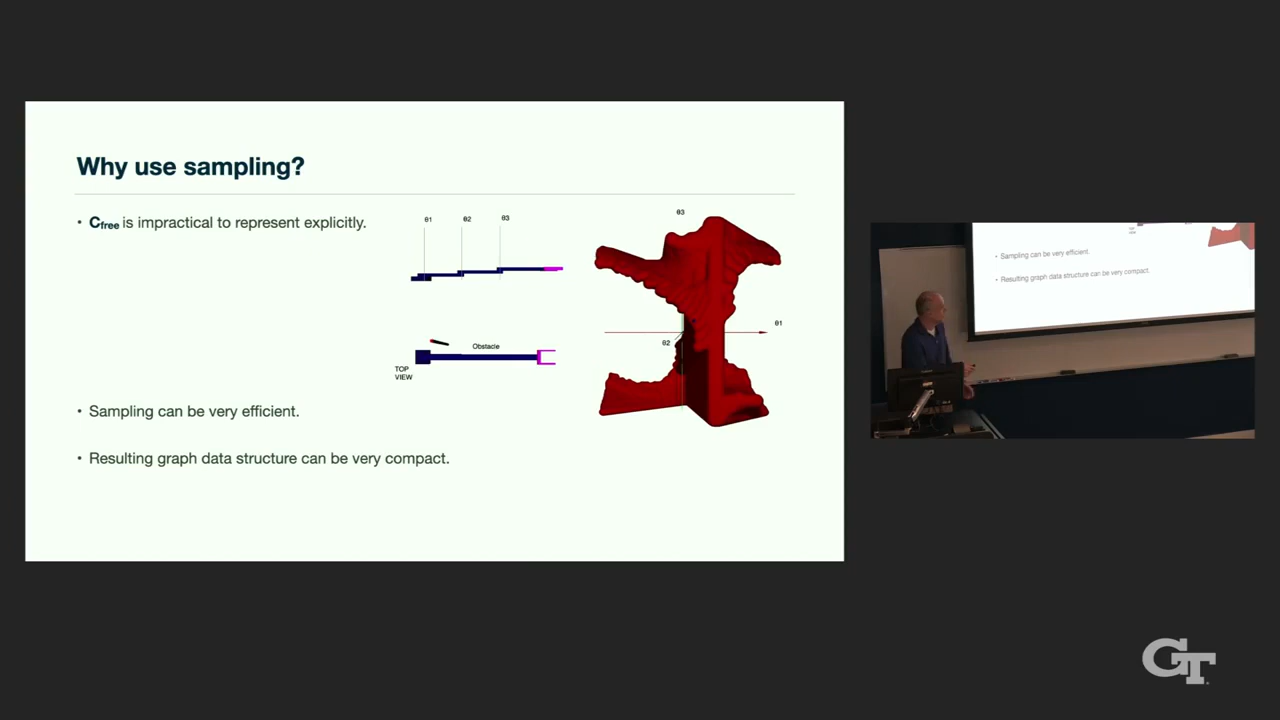 Why use sampling?
• Cfree is impractical to represent explicitly.
θ1 θ2 θ3
Obstacle
TOP
VIEW
θ3
θ1
θ2
• Sampling can be very efficient.
• Resulting graph data structure can be very compact.
• Sampling can be very efficient.
• Resulting graph data structure can be very compact.
GT